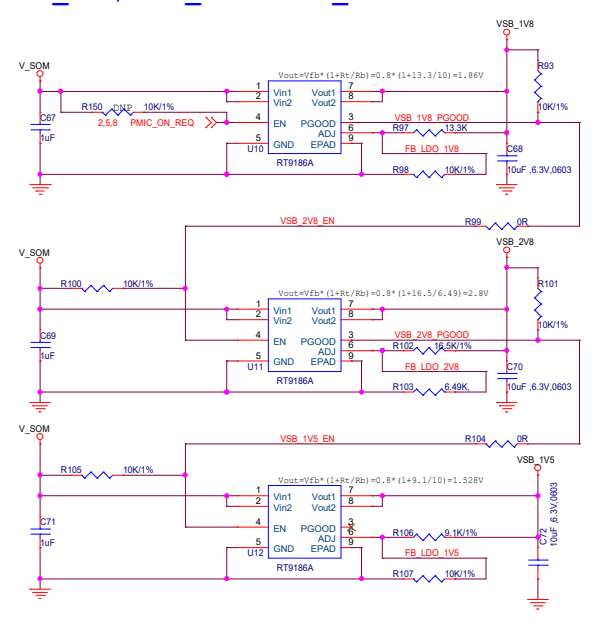 VSB_1V8
V_SOM
R93
Vout=Vfb*(1+Rt/Rb)=0.8*(1+13.3/10)=1.86V
1 Vin1 Vout1 7
2 Vin2 Vout2 8
R150 DNP 10K/1%
10K/1%
C67
2,5,8 PMIC_ON_REQ
4 EN PGOOD 3
VSB_1V8_PGOOD
1uF
ADJ 6
R97 13.3K
5 GND EPAD 9
U10
FB_LDO_1V8
C68
RT9186A
R98 10K/1%
10uF ,6.3V,0603
VSB_2V8_EN
R99 0R
VSB_2V8
V_SOM
R100 10K/1%
R101
Vout=Vfb*(1+Rt/Rb)=0.8*(1+16.5/6.49)=2.8V
1 Vin1 Vout1 7
2 Vin2 Vout2 8
10K/1%
C69
4 EN PGOOD 3
VSB_2V8_PGOOD
1uF
ADJ 6
R102 16.5K/1%
5 GND EPAD 9
U11
FB_LDO_2V8
C70
RT9186A
R103 6.49K,
10uF ,6.3V,0603
V_SOM
VSB_1V5_EN
R104 0R
VSB_1V5
R105 10K/1%
Vout=Vfb*(1+Rt/Rb)=0.8*(1+9.1/10)=1.528V
1 Vin1 Vout1 7
2 Vin2 Vout2 8
C71
4 EN PGOOD 3
1uF
ADJ 6
R106 9.1K/1%
5 GND EPAD 9
U12
FB_LDO_1V5
C72
10uF ,6.3V,0603
RT9186A
R107 10K/1%